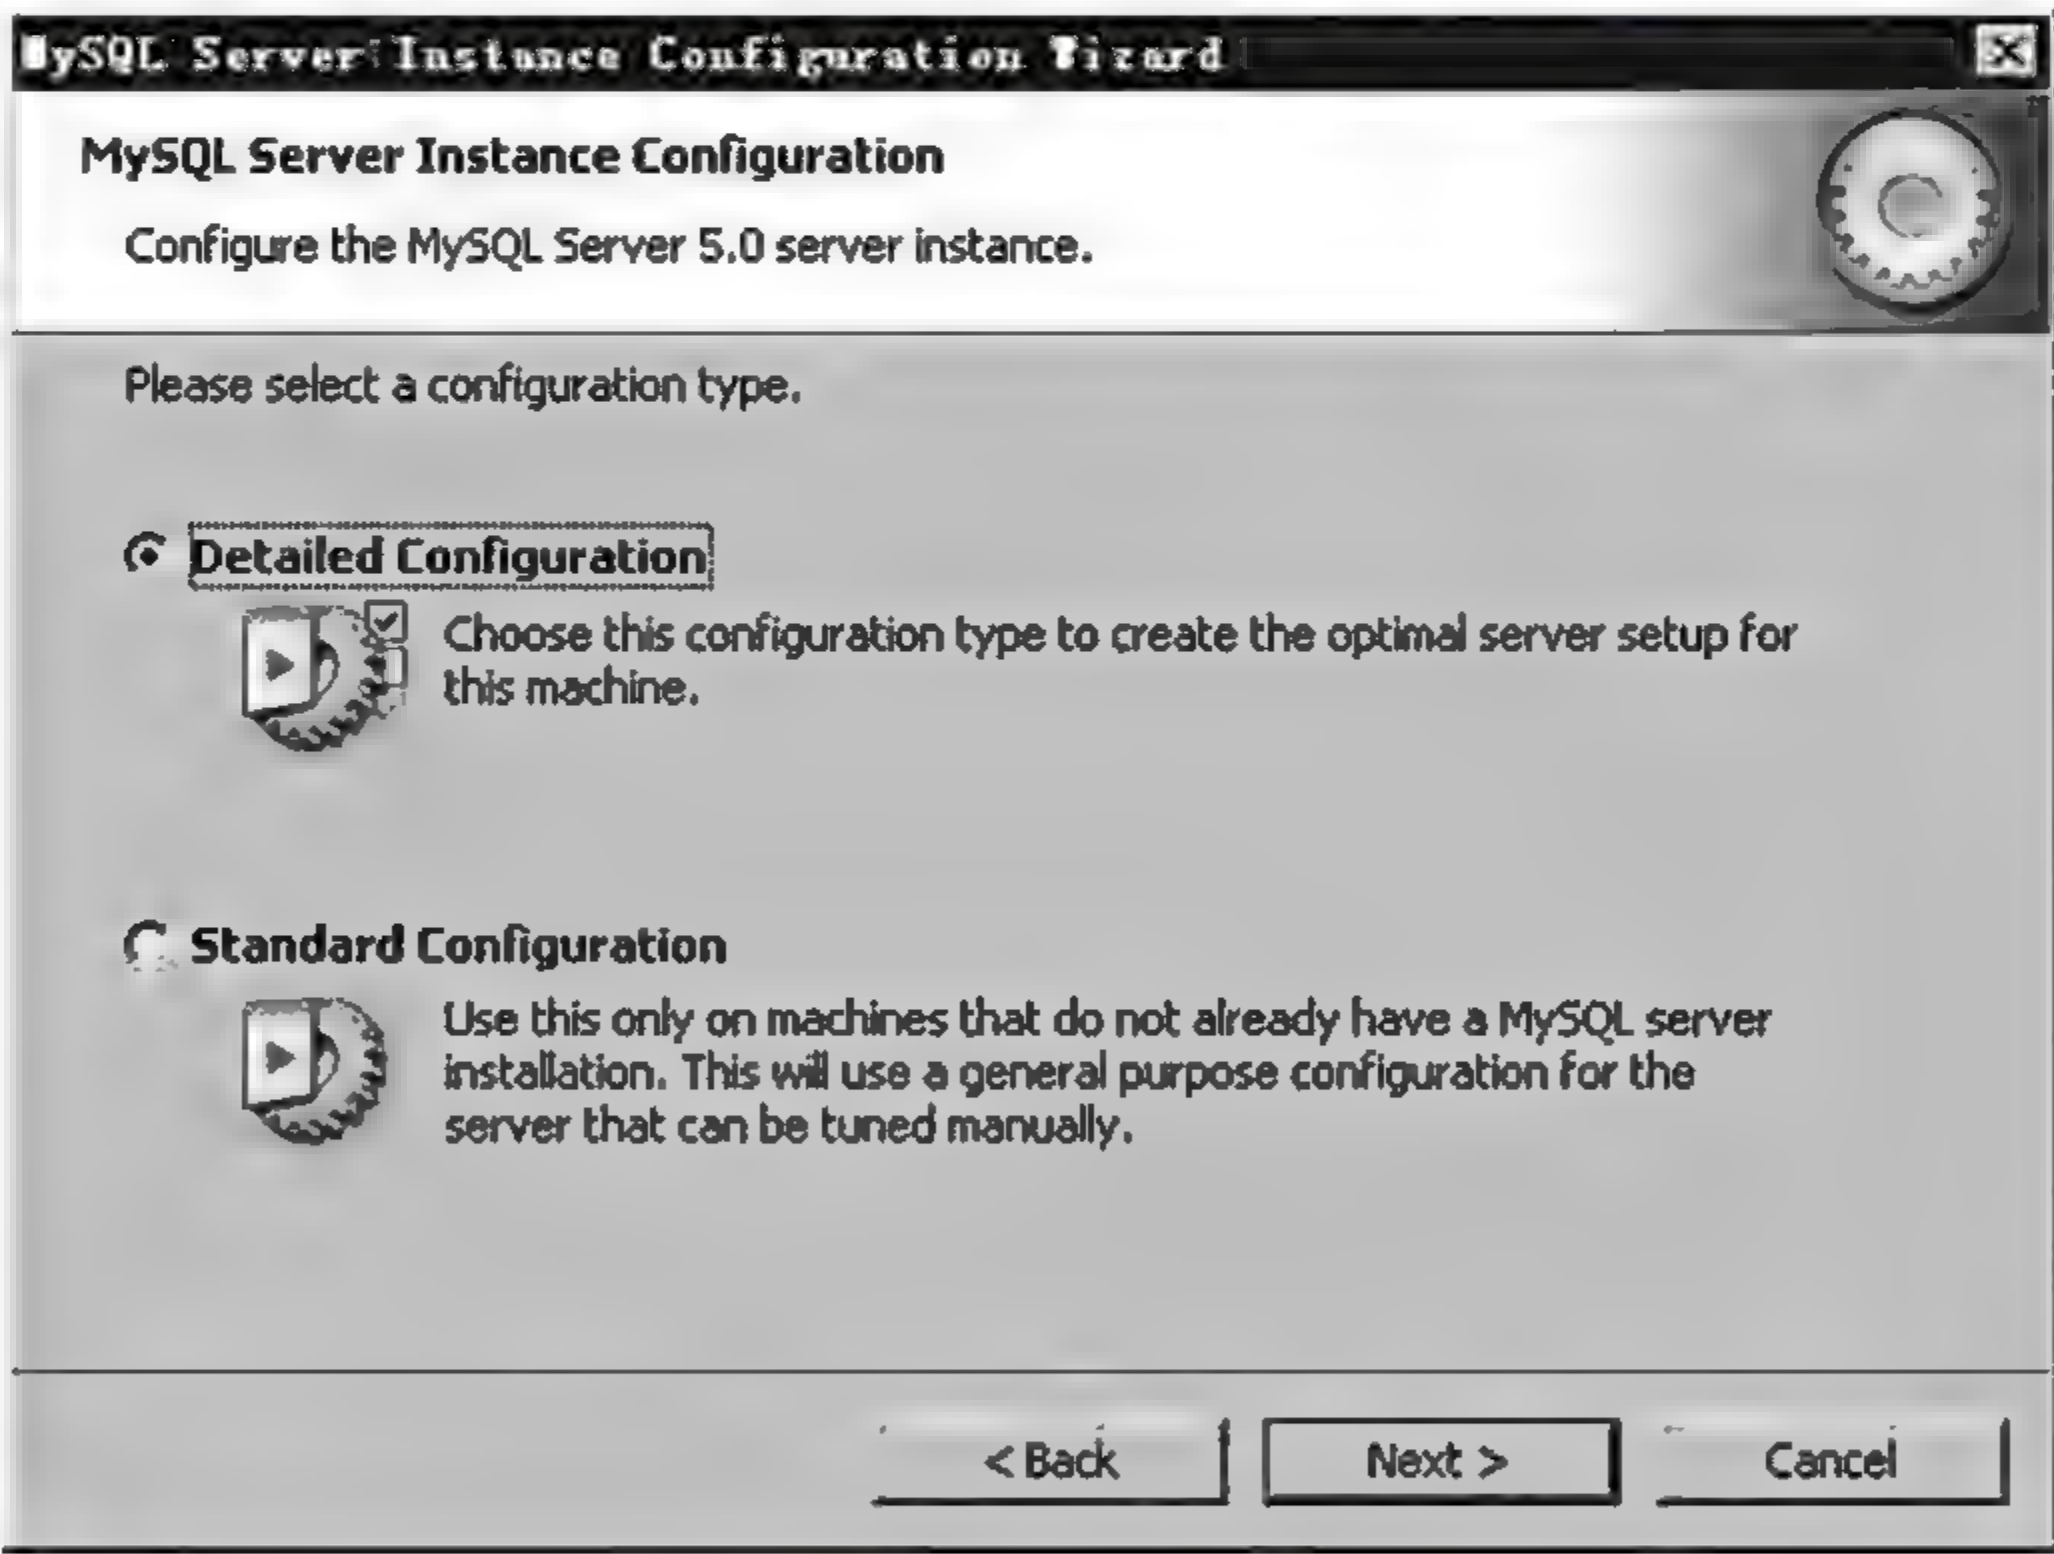 MySQL Server Instance Configuration Wizard
MySQL Server Instance Configuration
Configure the MySQL Server 5.0 server instance.
Please select a configuration type.
Detailed Configuration
Choose this configuration type to create the optimal server setup for
this machine.
Standard Configuration
Use this only on machines that do not already have a MySQL server
installation. This will use a general purpose configuration for the
server that can be tuned manually.
< Back
Next >
Cancel